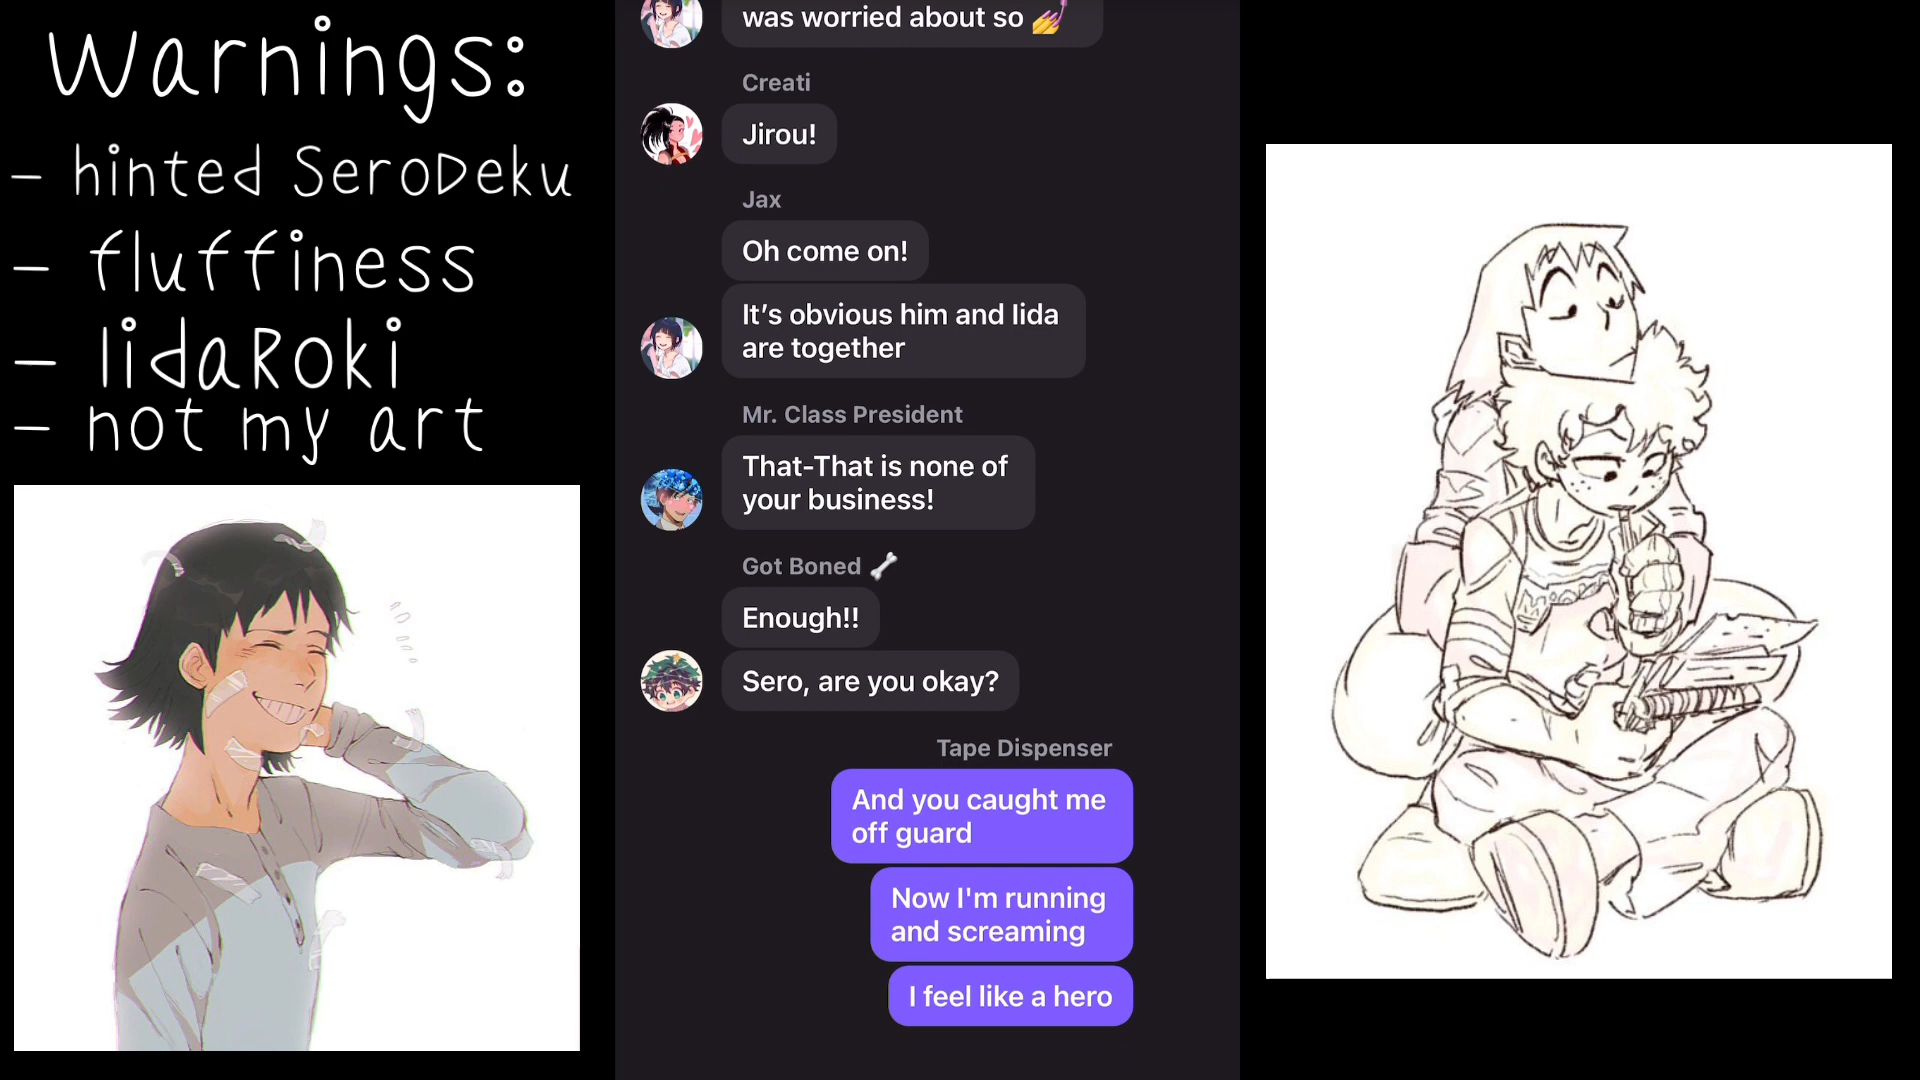 Warnings:
- hinted SeroDeku
- fluffiness
- IidaRoki
- not my art
was worried about so 💅
Creati
Jirou!
Jax
Oh come on!
It’s obvious him and Iida
are together
Mr. Class President
That-That is none of
your business!
Got Boned 🦴
Enough!!
Sero, are you okay?
Tape Dispenser
And you caught me
off guard
Now I'm running
and screaming
I feel like a hero